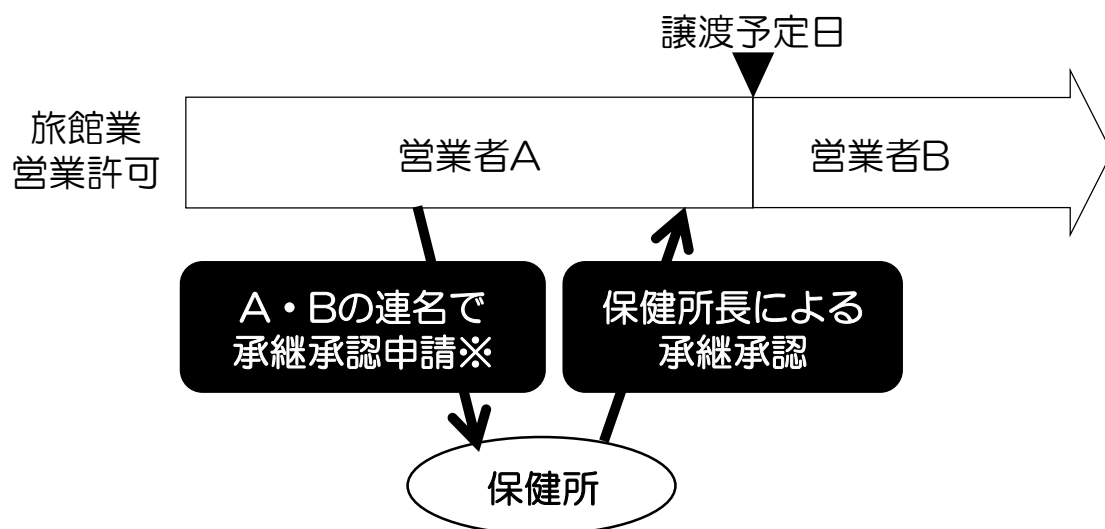 譲渡予定日
旅館業
営業許可
営業者A
営業者B
A・Bの連名で
承継承認申請※
保健所長による
承継承認
保健所